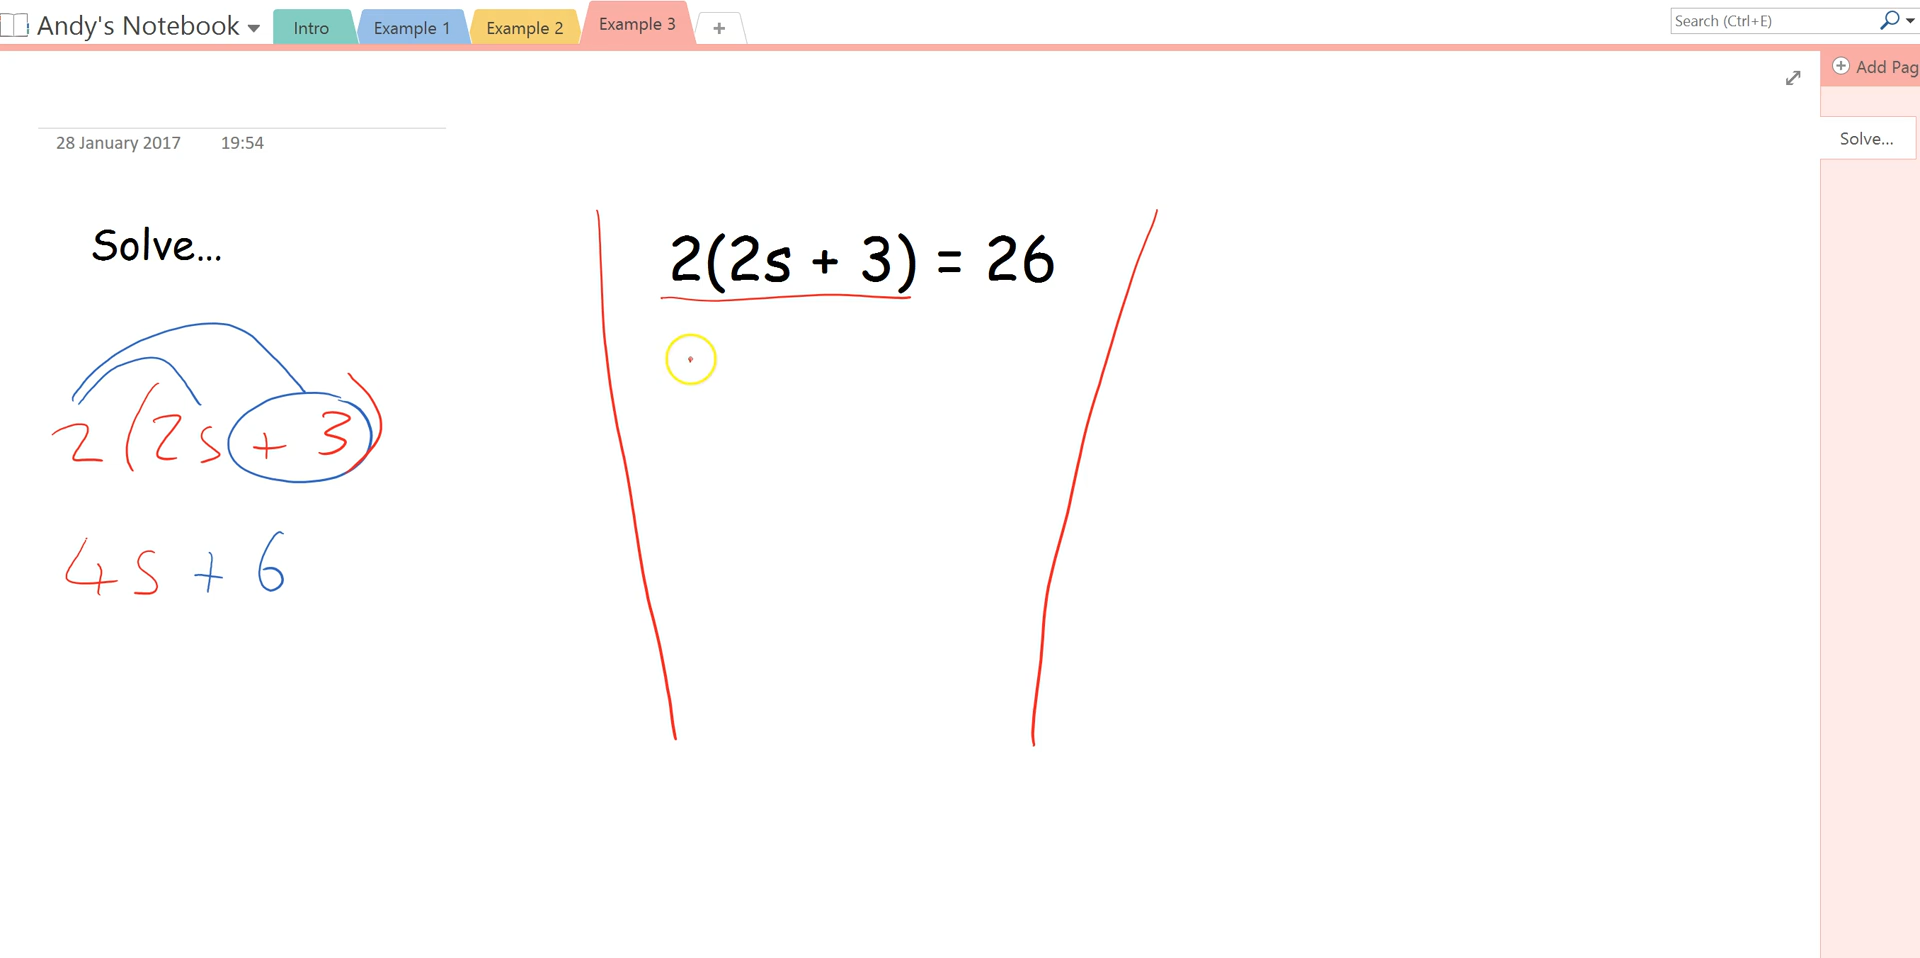 Andy's Notebook Intro Example 1 Example 2 Example 3 + Search (Ctrl+E)
Add Pag
28 January 2017 19:54
Solve...
Solve...
2(2s + 3) = 26
2(2s + 3)
4s + 6